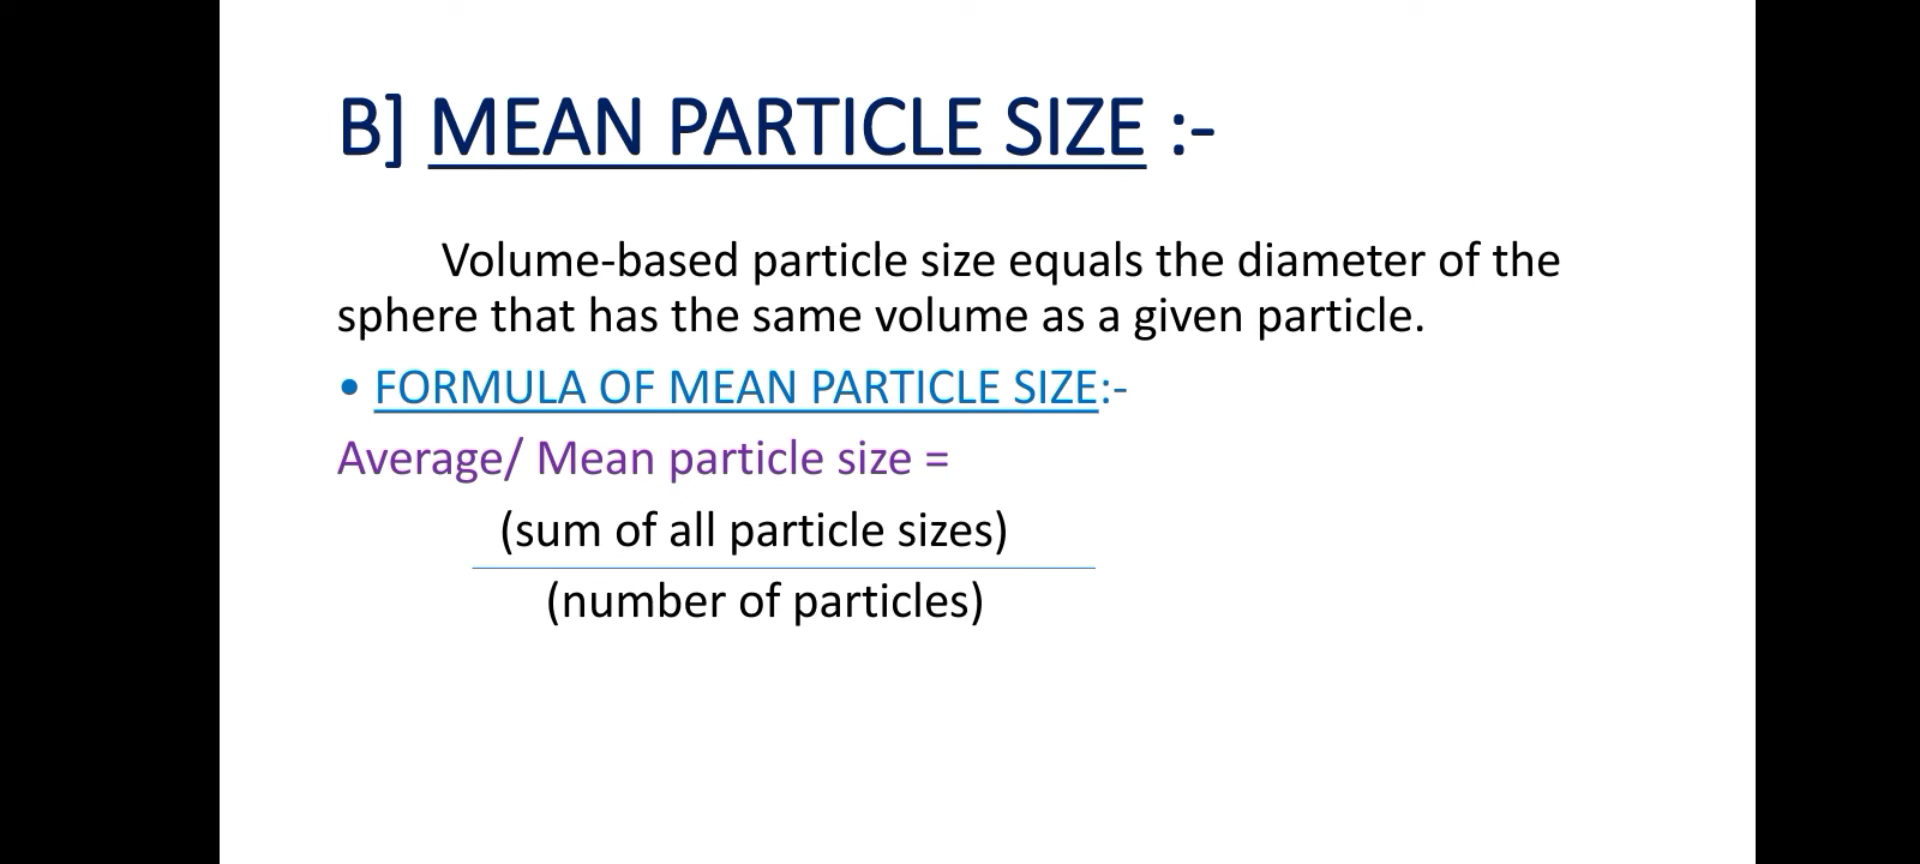 B] MEAN PARTICLE SIZE :-
Volume-based particle size equals the diameter of the
sphere that has the same volume as a given particle.
• FORMULA OF MEAN PARTICLE SIZE:-
Average/ Mean particle size =
(sum of all particle sizes)
(number of particles)